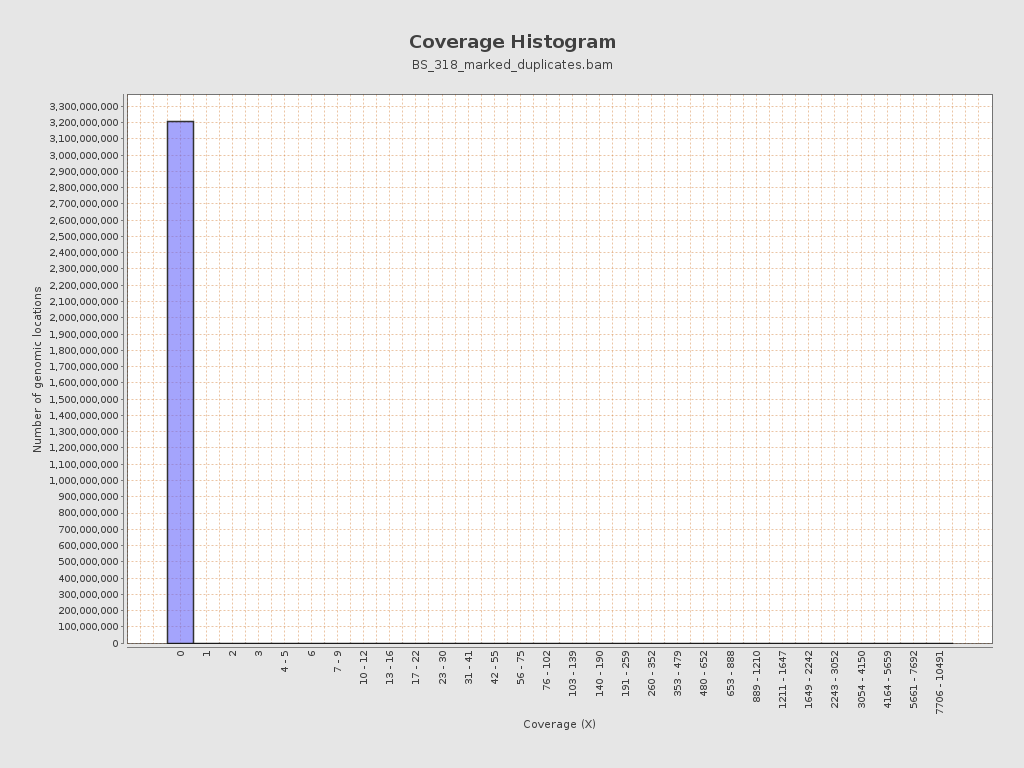 Coverage Histogram
BS_318_marked_duplicates.bam
3,300,000,000
3,200,000,000
3,100,000,000
3,000,000,000
2,900,000,000
2,800,000,000
2,700,000,000
2,600,000,000
2,500,000,000
2,400,000,000
2,300,000,000
2,200,000,000
2,100,000,000
2,000,000,000
1,900,000,000
1,800,000,000
1,700,000,000
1,600,000,000
1,500,000,000
1,400,000,000
1,300,000,000
1,200,000,000
1,100,000,000
1,000,000,000
900,000,000
800,000,000
700,000,000
600,000,000
500,000,000
400,000,000
300,000,000
200,000,000
100,000,000
0
Number of genomic locations
0
1
2
3
4 - 5
6
7 - 9
10 - 12
13 - 16
17 - 22
23 - 30
31 - 41
42 - 55
56 - 75
76 - 102
103 - 139
140 - 190
191 - 259
260 - 352
353 - 479
480 - 652
653 - 888
889 - 1210
1211 - 1647
1649 - 2242
2243 - 3052
3054 - 4150
4164 - 5659
5661 - 7692
7706 - 10491
Coverage (X)